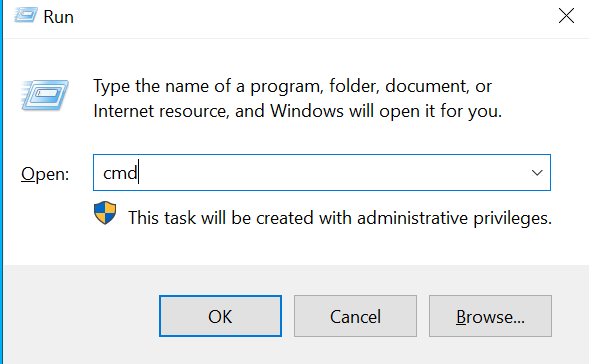 Run
Type the name of a program, folder, document, or
Internet resource, and Windows will open it for you.
Open: cmd
This task will be created with administrative privileges.
OK Cancel Browse...